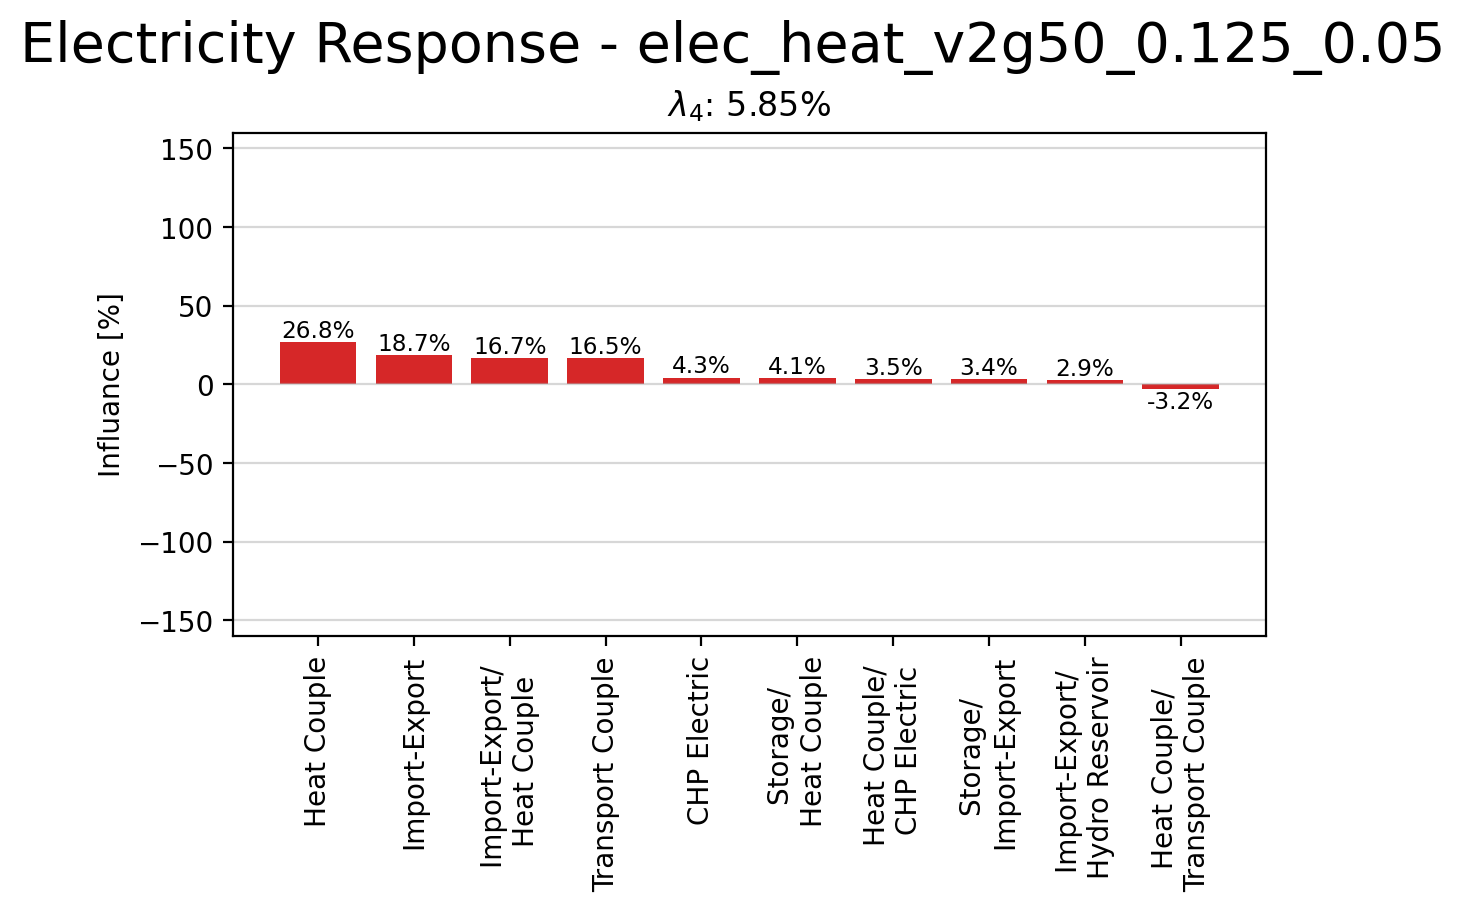 Electricity Response - elec_heat_v2g50_0.125_0.05
λ4: 5.85%
Influance [%]
150
100
50
0
−50
−100
−150
26.8%
18.7%
16.7%
16.5%
4.3%
4.1%
3.5%
3.4%
2.9%
-3.2%
Heat Couple
Import-Export
Import-Export/
Heat Couple
Transport Couple
CHP Electric
Storage/
Heat Couple
Heat Couple/
CHP Electric
Storage/
Import-Export
Import-Export/
Hydro Reservoir
Heat Couple/
Transport Couple